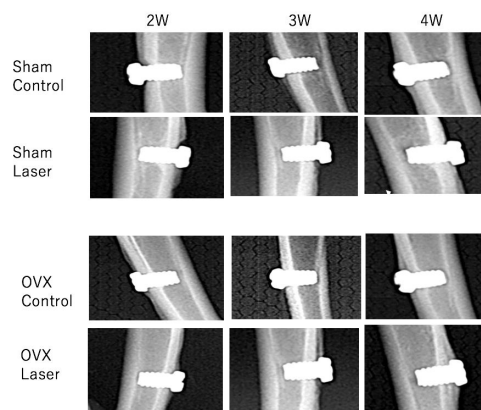 2W 3W 4W
Sham
Control
Sham
Laser
OVX
Control
OVX
Laser